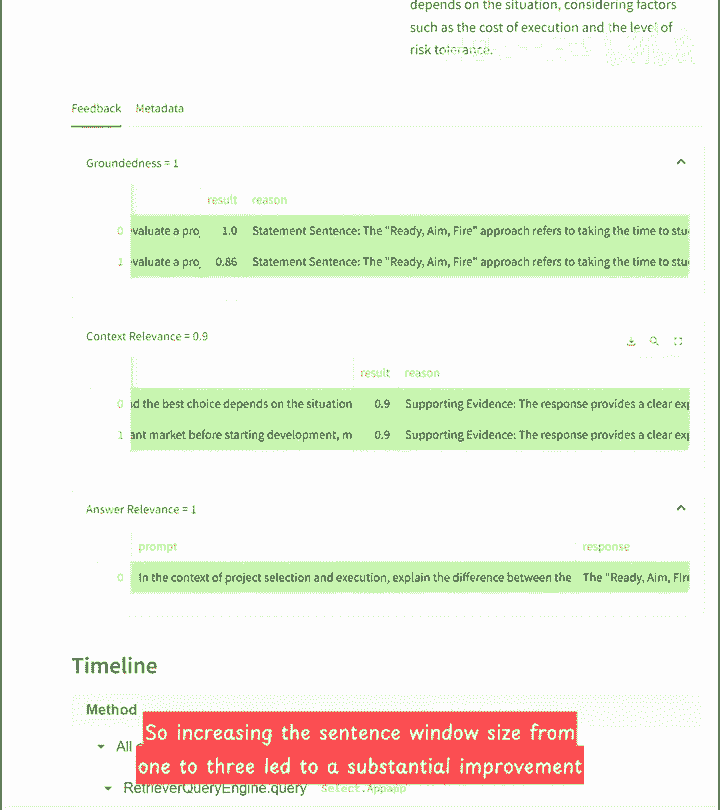 depends on the situation, considering factors
such as the cost of execution and the level of
risk tolerance.
Feedback Metadata
Groundedness = 1
result reason
0 evaluate a pro 1.0 Statement Sentence: The "Ready, Aim, Fire" approach refers to taking the time to stu
1 evaluate a pro 0.86 Statement Sentence: The "Ready, Aim, Fire" approach refers to taking the time to stu
Context Relevance = 0.9
result reason
0 d the best choice depends on the situation 0.9 Supporting Evidence: The response provides a clear exp
1 ant market before starting development, m 0.9 Supporting Evidence: The response provides a clear exp
Answer Relevance = 1
prompt response
0 In the context of project selection and execution, explain the difference between the The "Ready, Aim, Fir
Timeline
Method
So increasing the sentence window size from
All
one to three led to a substantial improvement
RetrieverQueryEngine.query Select.App.app